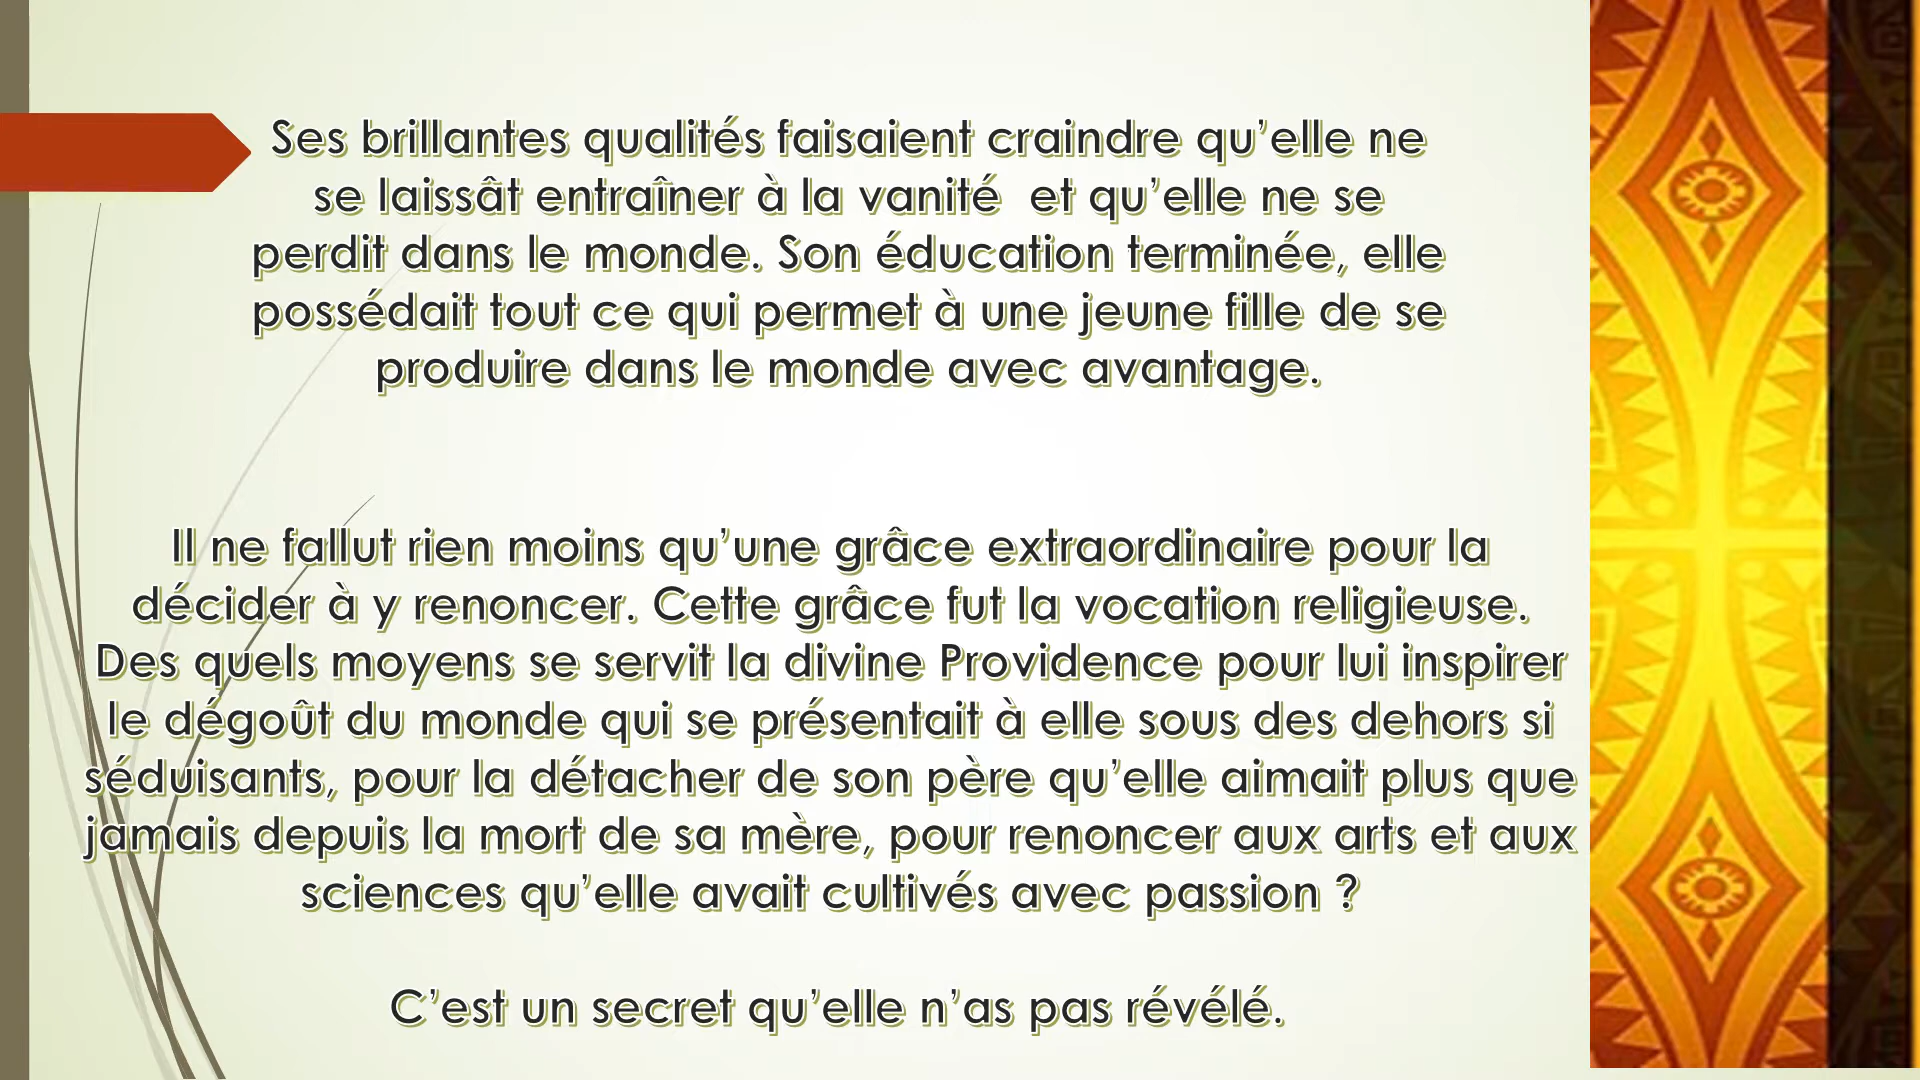 Ses brillantes qualités faisaient craindre qu’elle ne
se laissât entraîner à la vanité  et qu’elle ne se
perdit dans le monde. Son éducation terminée, elle
possédait tout ce qui permet à une jeune fille de se
produire dans le monde avec avantage.
Il ne fallut rien moins qu’une grâce extraordinaire pour la
décider à y renoncer. Cette grâce fut la vocation religieuse.
Des quels moyens se servit la divine Providence pour lui inspirer
le dégoût du monde qui se présentait à elle sous des dehors si
séduisants, pour la détacher de son père qu’elle aimait plus que
jamais depuis la mort de sa mère, pour renoncer aux arts et aux
sciences qu’elle avait cultivés avec passion ?
C’est un secret qu’elle n’as pas révélé.